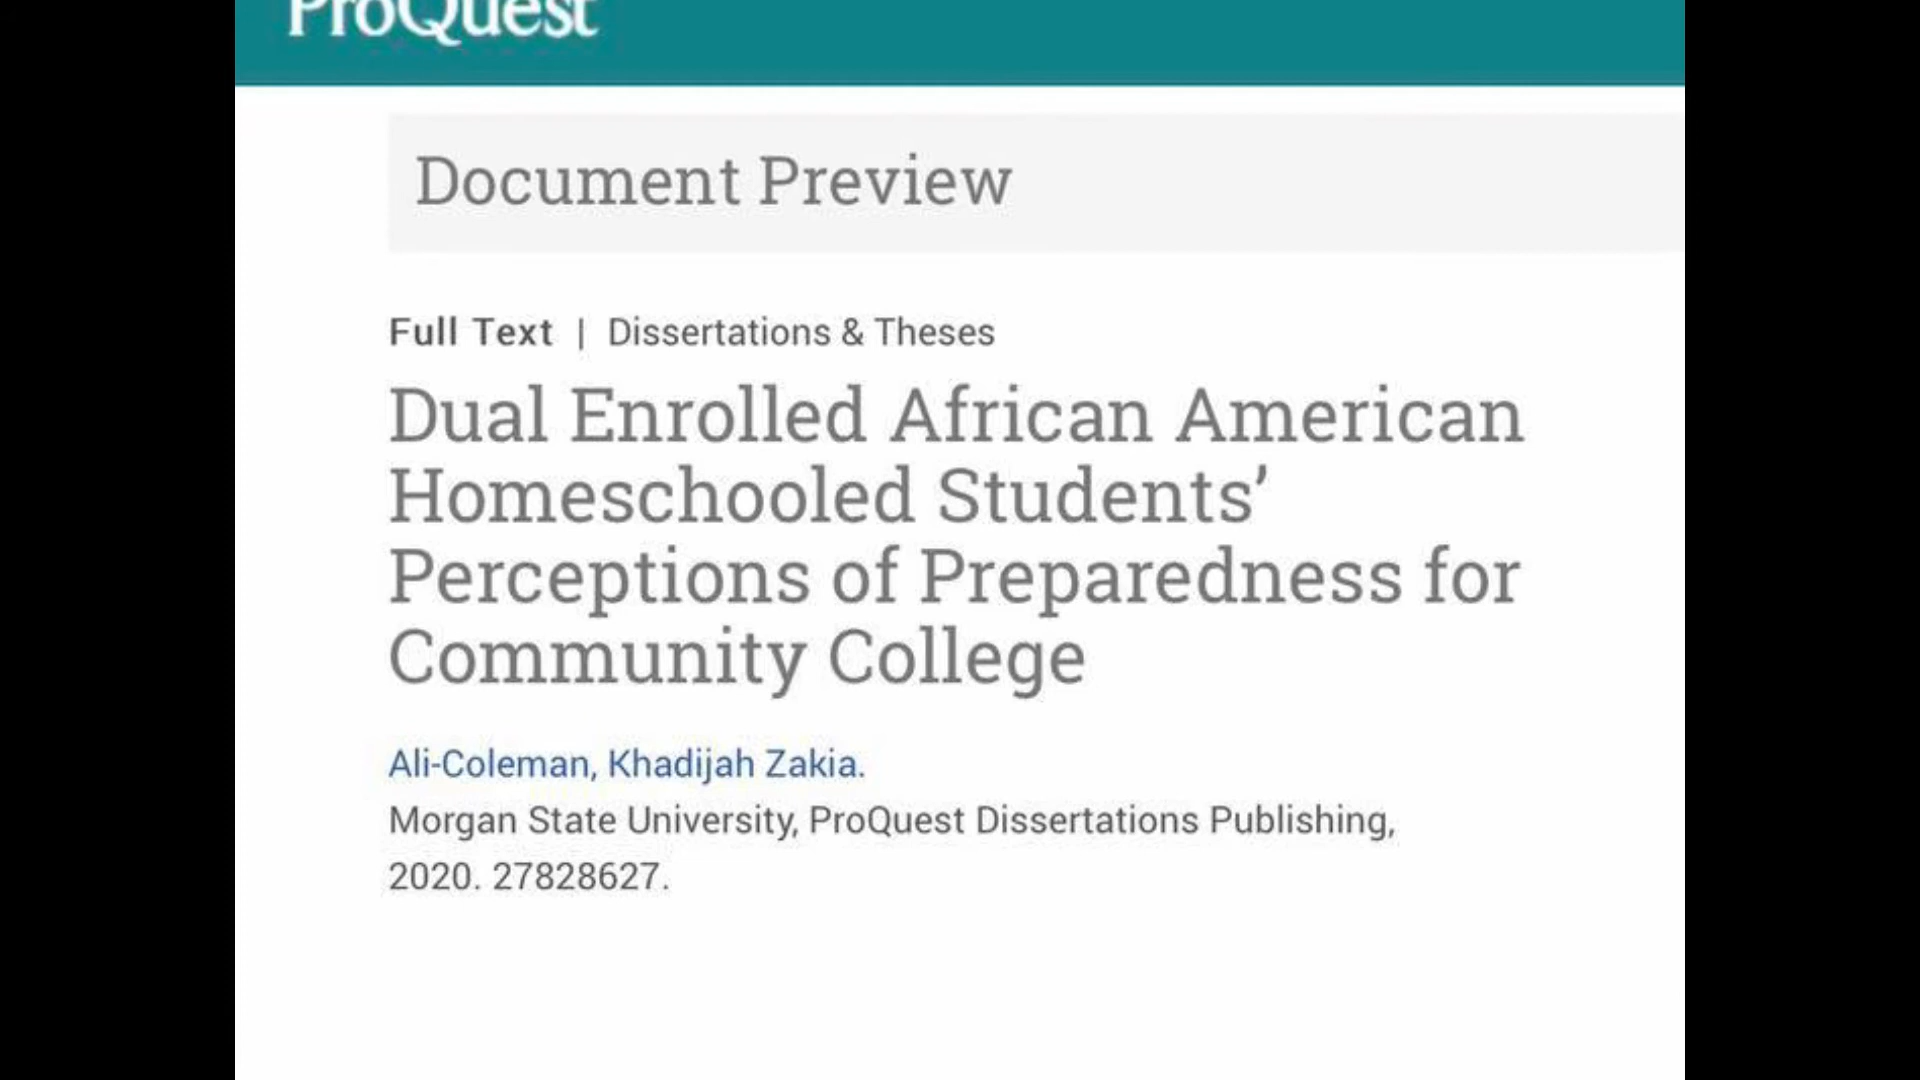 ProQuest
Document Preview
Full Text | Dissertations & Theses
Dual Enrolled African American
Homeschooled Students’
Perceptions of Preparedness for
Community College
Ali-Coleman, Khadijah Zakia.
Morgan State University, ProQuest Dissertations Publishing,
2020. 27828627.